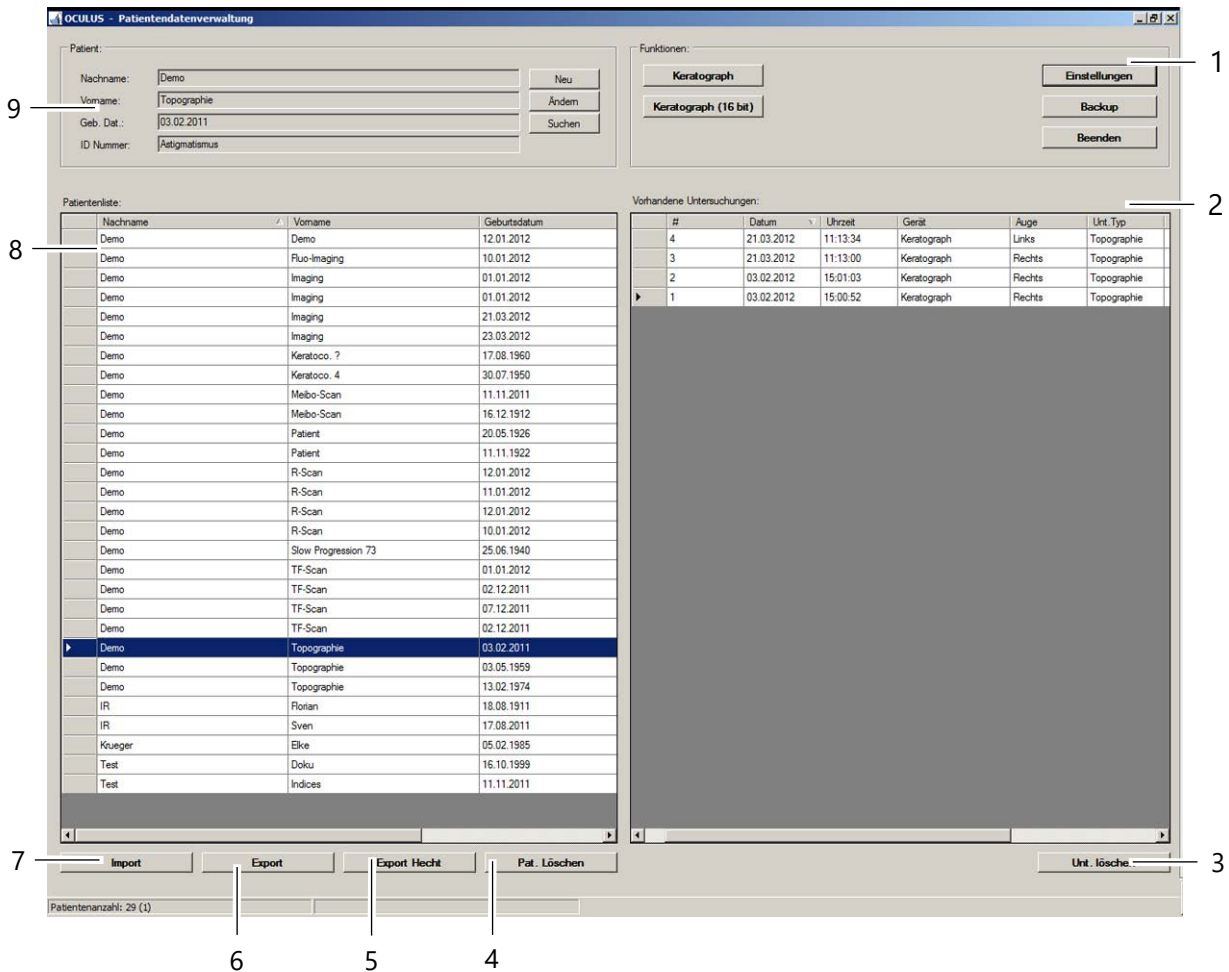 OCULUS - Patientendatenverwaltung
Patient:
Nachname: Demo Neu
Vorname: Topographie Ändern
Geb. Dat.: 03.02.2011 Suchen
ID Nummer: Astigmatismus
9
Funktionen:
Keratograph Einstellungen
Keratograph (16 bit) Backup
Beenden
1
Patientenliste:
Nachname Vorname Geburtsdatum
Demo Demo 12.01.2012
Demo Fluo-Imaging 10.01.2012
Demo Imaging 01.01.2012
Demo Imaging 01.01.2012
Demo Imaging 21.03.2012
Demo Imaging 23.03.2012
Demo Keratoco. ? 17.08.1960
Demo Keratoco. 4 30.07.1950
Demo Meibo-Scan 11.11.2011
Demo Meibo-Scan 16.12.1912
Demo Patient 20.05.1926
Demo Patient 11.11.1922
Demo R-Scan 12.01.2012
Demo R-Scan 11.01.2012
Demo R-Scan 12.01.2012
Demo R-Scan 10.01.2012
Demo Slow Progression 73 25.06.1940
Demo TF-Scan 01.01.2012
Demo TF-Scan 02.12.2011
Demo TF-Scan 07.12.2011
Demo TF-Scan 02.12.2011
Demo Topographie 03.02.2011
Demo Topographie 03.05.1959
Demo Topographie 13.02.1974
IR Florian 18.08.1911
IR Sven 17.08.2011
Krueger Elke 05.02.1985
Test Doku 16.10.1999
Test Indices 11.11.2011
8
Vorhandene Untersuchungen:
2
# Datum Uhrzeit Gerät Auge Unt.Typ
4 21.03.2012 11:13:34 Keratograph Links Topographie
3 21.03.2012 11:13:00 Keratograph Rechts Topographie
2 03.02.2012 15:01:03 Keratograph Rechts Topographie
1 03.02.2012 15:00:52 Keratograph Rechts Topographie
7 Import Export Export Hecht Pat. Löschen Unt. lösche 3
Patientenanzahl: 29 (1)
6 5 4